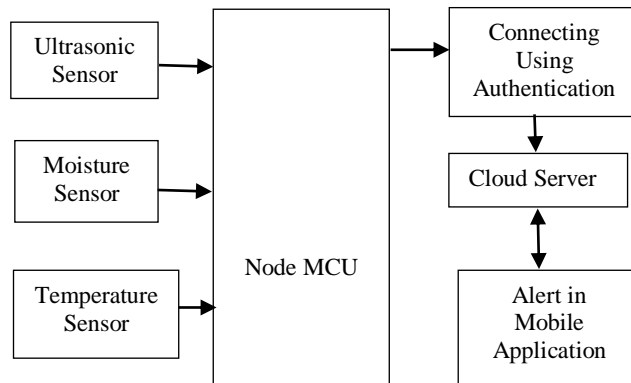 Ultrasonic
Sensor
Moisture
Sensor
Temperature
Sensor
Node MCU
Connecting
Using
Authentication
Cloud Server
Alert in
Mobile
Application